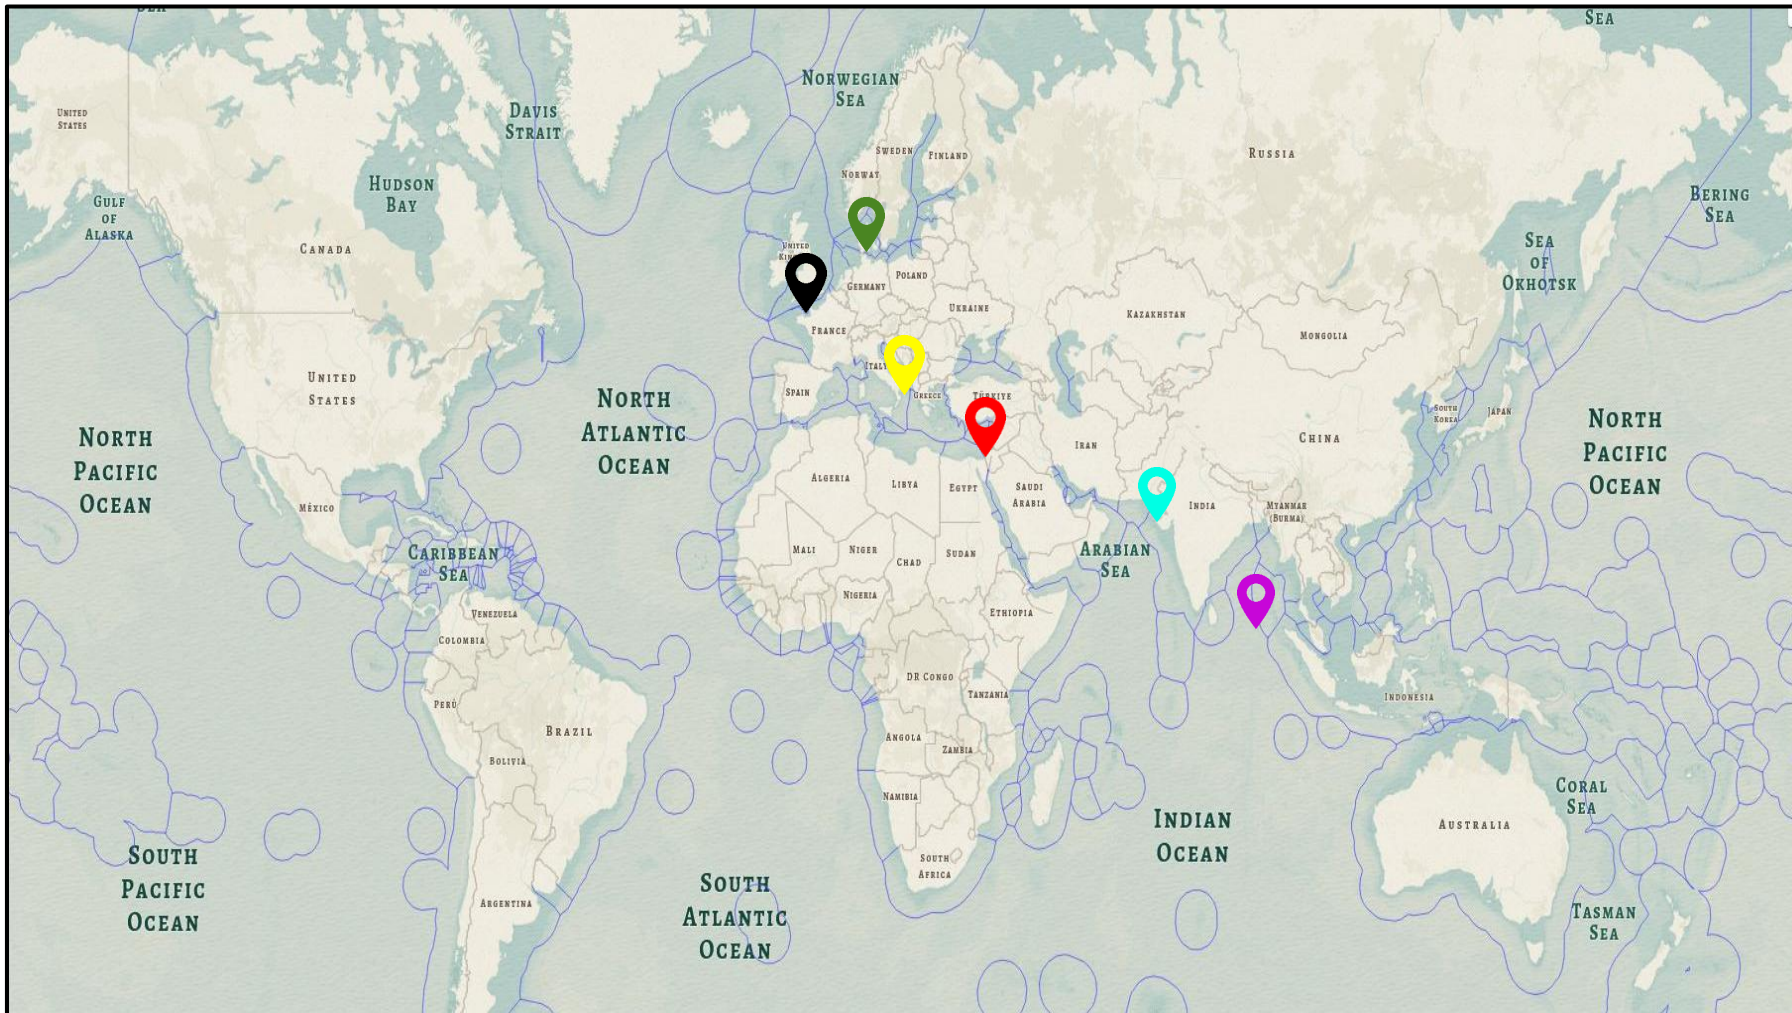 SEA
SEA
NORWEGIAN
SEA
UNITED
STATES
DAVIS
STRAIT
SWEDEN
FINLAND
RUSSIA
NORWAY
HUDSON
BAY
BERING
SEA
GULF
OF
ALASKA
CANADA
UNITED
SEA
OF
OKHOTSK
POLAND
GERMANY
UKRAINE
KAZAKHSTAN
FRANCE
MONGOLIA
UNITED
STATES
SPAIN
GREECE
TÜRKIYE
SOUTH
KOREA
JAPAN
NORTH
ATLANTIC
OCEAN
NORTH
PACIFIC
OCEAN
NORTH
PACIFIC
OCEAN
IRAN
CHINA
ALGERIA
LIBYA
EGYPT
SAUDI
ARABIA
INDIA
MYANMAR
(BURMA)
MÉXICO
CARIBBEAN
SEA
MALI
NIGER
CHAD
SUDAN
ARABIAN
SEA
NIGERIA
ETHIOPIA
VENEZUELA
COLOMBIA
DR CONGO
TANZANIA
INDONESIA
PERÚ
BRAZIL
ANGOLA
ZAMBIA
BOLIVIA
NAMIBIA
CORAL
SEA
INDIAN
OCEAN
AUSTRALIA
SOUTH
PACIFIC
OCEAN
SOUTH
AFRICA
SOUTH
ATLANTIC
OCEAN
ARGENTINA
TASMAN
SEA